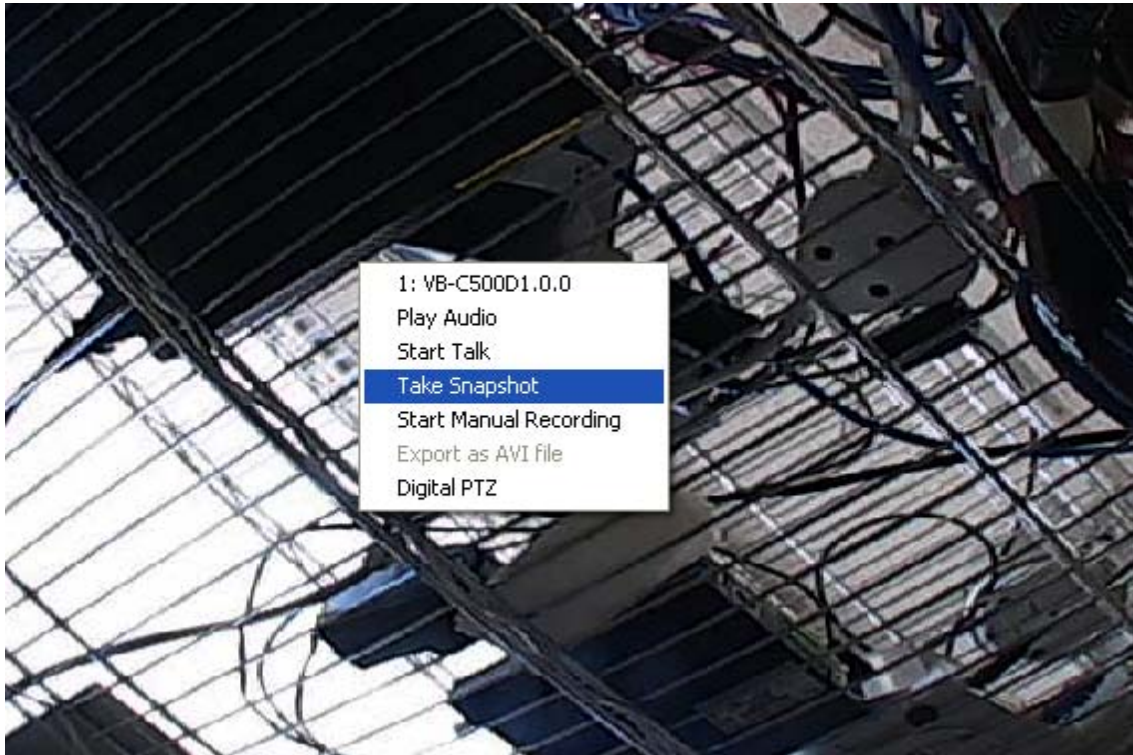 1: VB-C500D1.0.0
Play Audio
Start Talk
Take Snapshot
Start Manual Recording
Export as AVI file
Digital PTZ